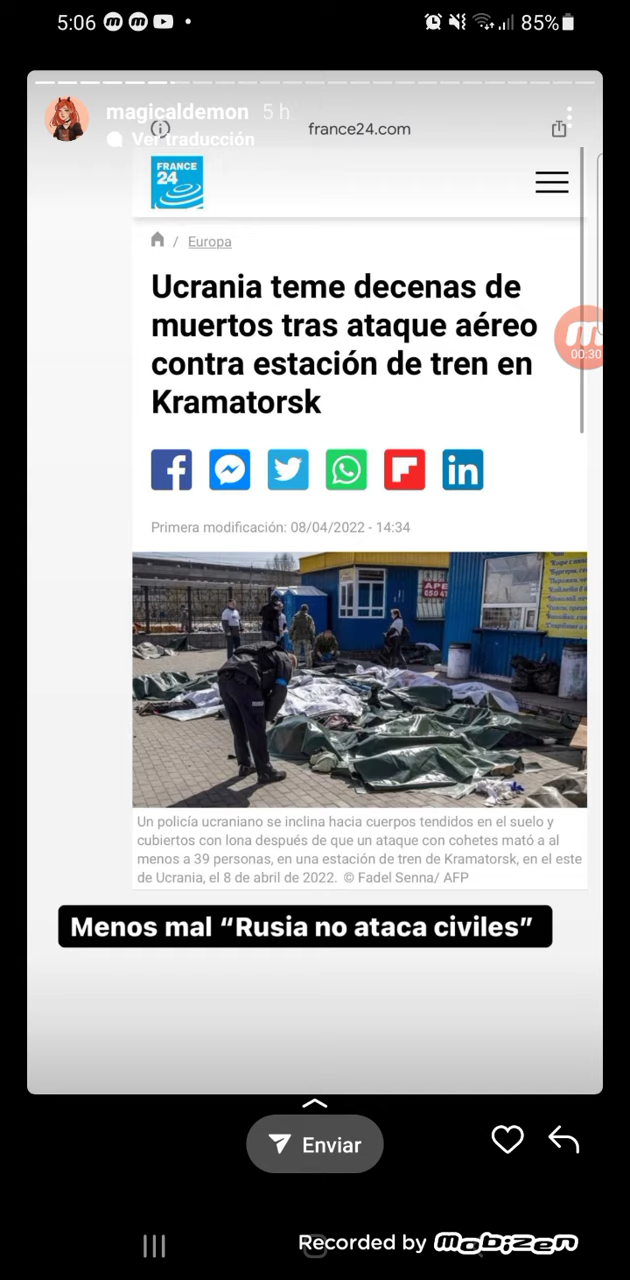 5:06
85%
magicaldemon 5 h
france24.com
Ver traducción
FRANCE
24
/ Europa
Ucrania teme decenas de
muertos tras ataque aéreo
contra estación de tren en
Kramatorsk
00:30
Primera modificación: 08/04/2022 - 14:34
Un policía ucraniano se inclina hacia cuerpos tendidos en el suelo y
cubiertos con lona después de que un ataque con cohetes mató a al
menos a 39 personas, en una estación de tren de Kramatorsk, en el este
de Ucrania, el 8 de abril de 2022. © Fadel Senna/ AFP
Menos mal “Rusia no ataca civiles”
Enviar
Recorded by Mobizen